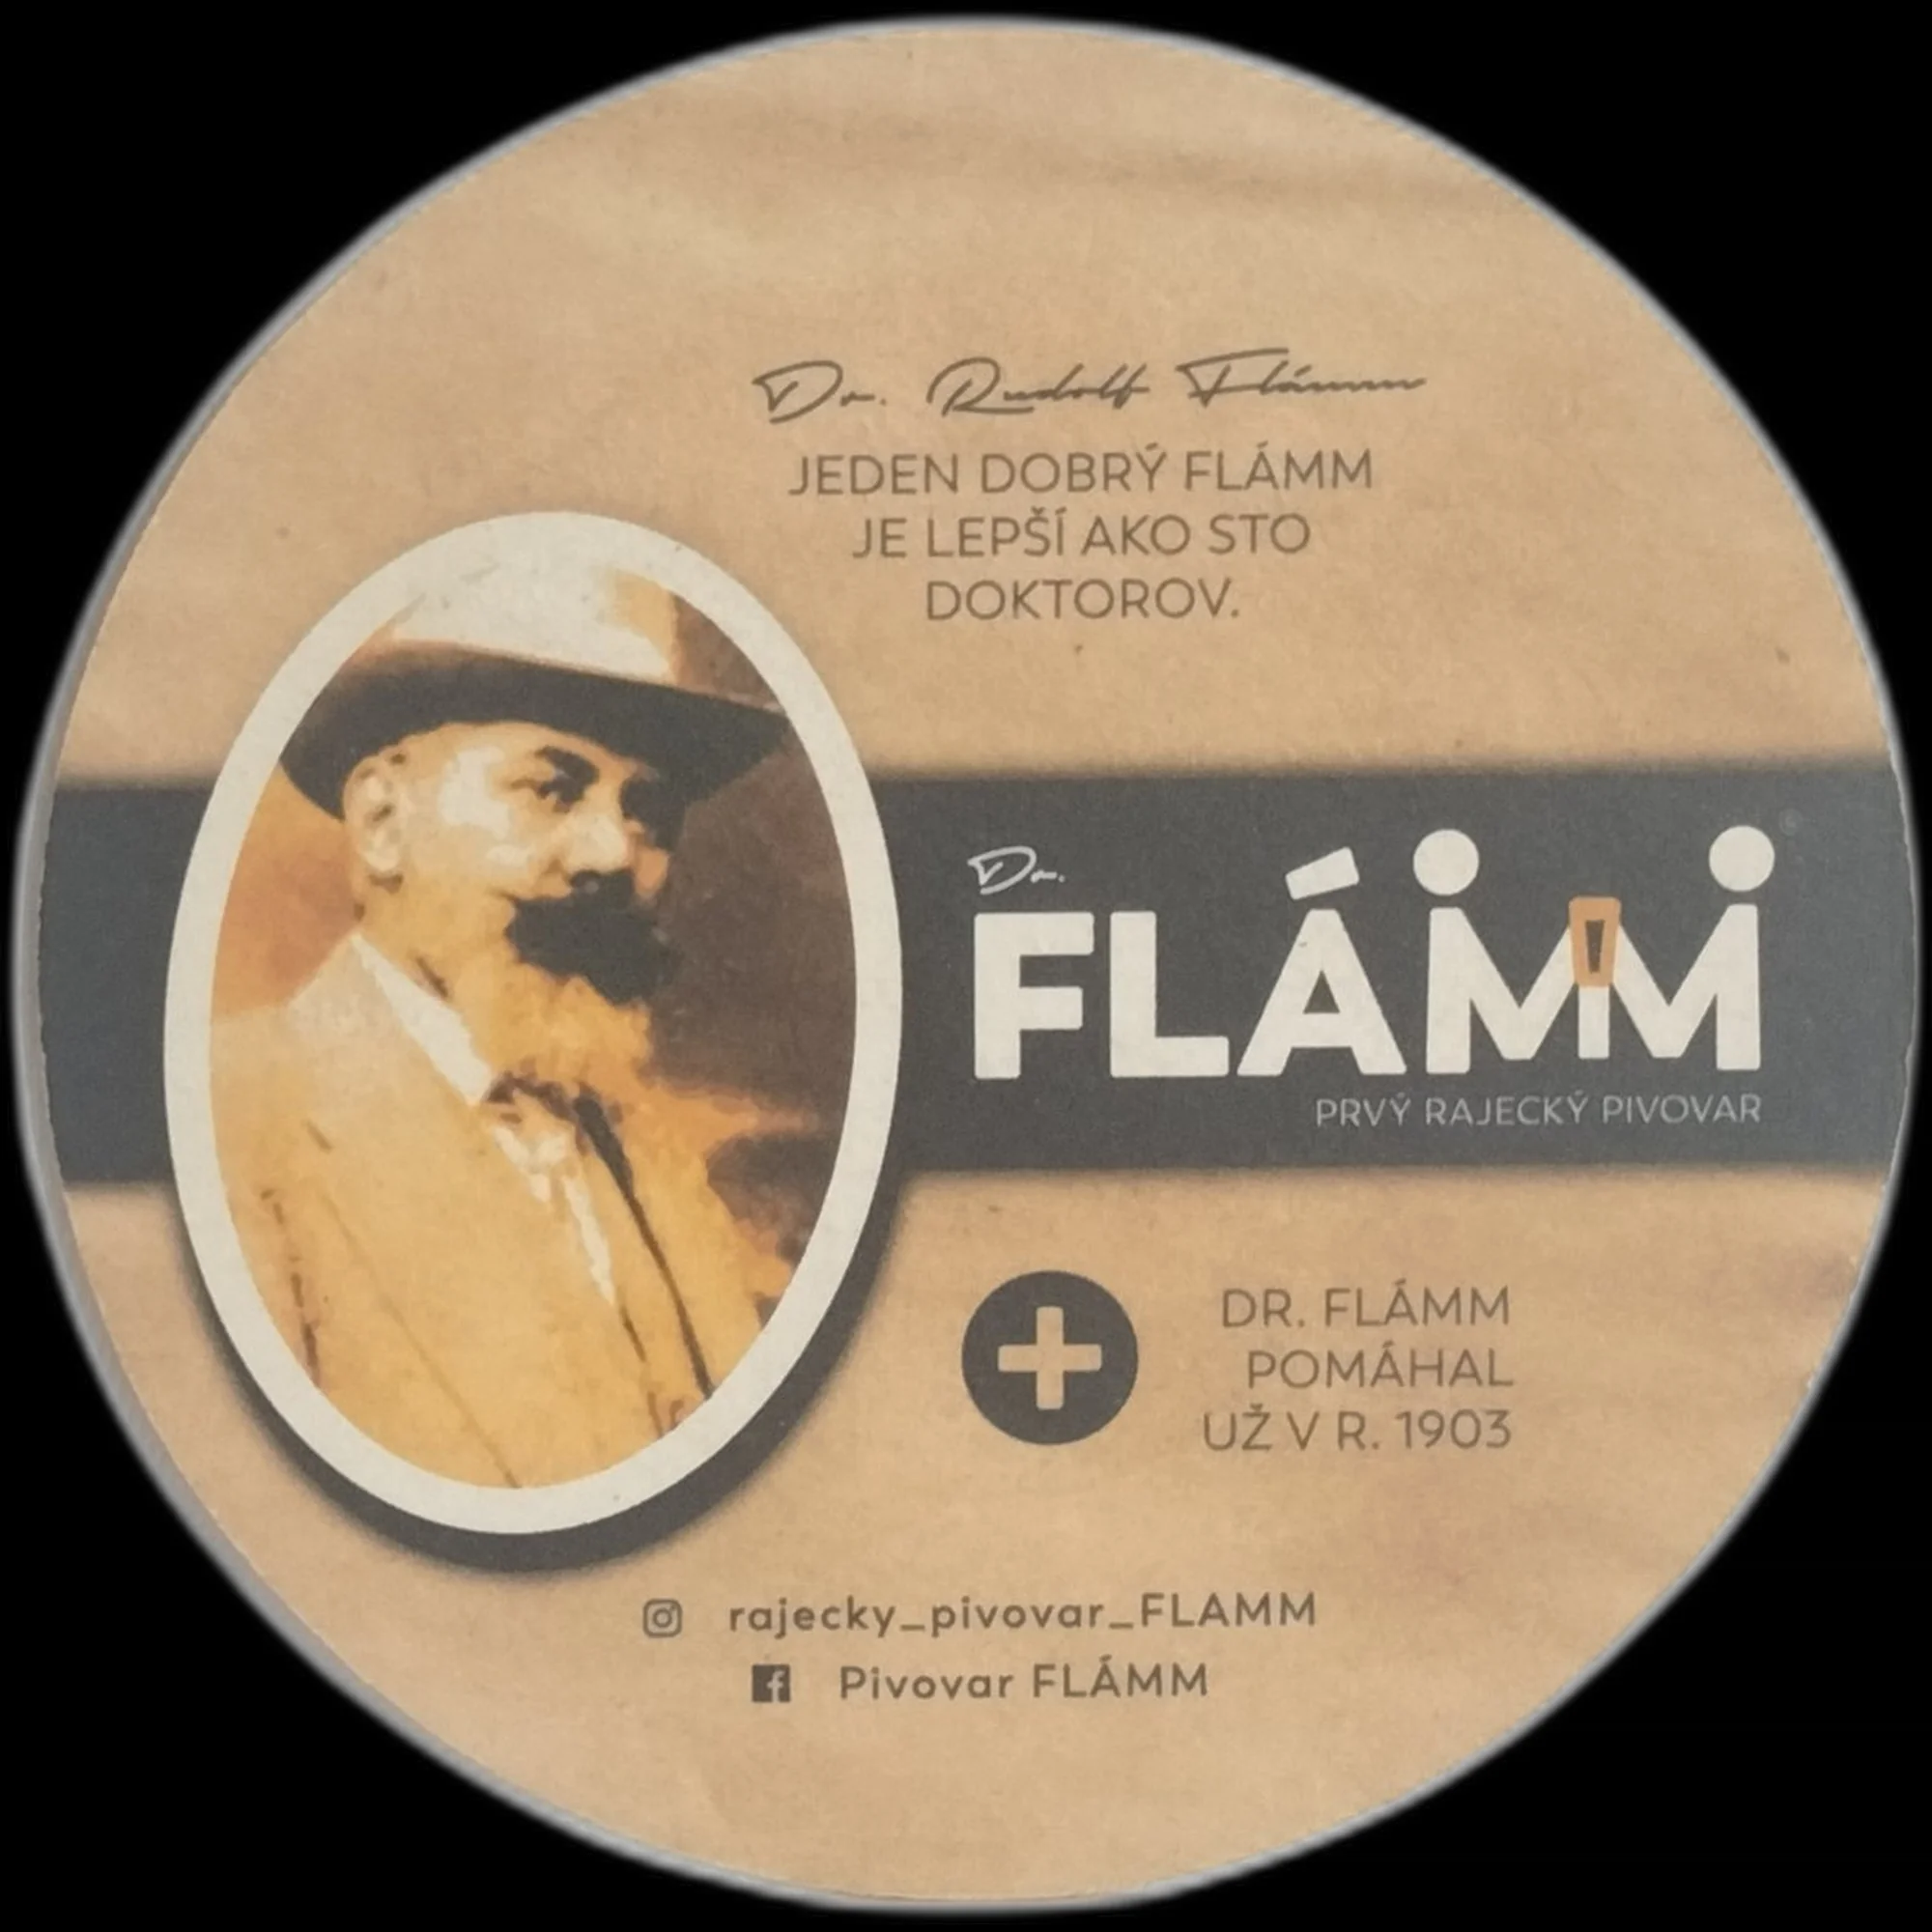 Dr. Rudolf Flámm
JEDEN DOBRÝ FLÁMM
JE LEPŠÍ AKO STO
DOKTOROV.
Dr.
FLÁMM
PRVÝ RAJECKÝ PIVOVAR
DR. FLÁMM
POMÁHAL
UŽ V R. 1903
rajecky_pivovar_FLAMM
Pivovar FLÁMM